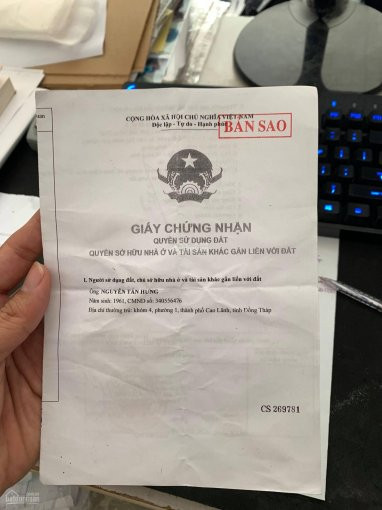 CỘNG HÒA XÃ HỘI CHỦ NGHĨA VIỆT NAM
Độc lập - Tự do - Hạnh phúc
BẢN SAO
GIẤY CHỨNG NHẬN
QUYỀN SỬ DỤNG ĐẤT
QUYỀN SỞ HỮU NHÀ Ở VÀ TÀI SẢN KHÁC GẮN LIỀN VỚI ĐẤT
I. Người sử dụng đất, chủ sở hữu nhà ở và tài sản khác gắn liền với đất
Ông NGUYỄN TẤN HƯNG
Năm sinh: 1961, CMND số: 340556426
Địa chỉ thường trú: khóm 4, phường 1, thành phố Cao Lãnh, tỉnh Đồng Tháp
CS 269781